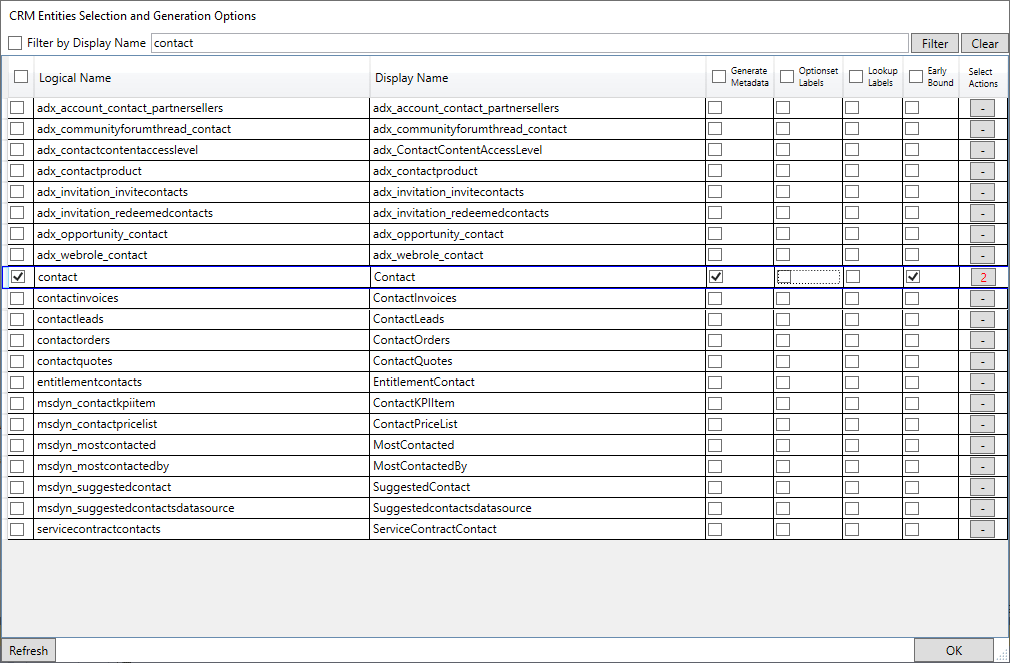 CRM Entities Selection and Generation Options
Filter by Display Name contact Filter Clear
Logical Name Display Name Generate Metadata Optionset Labels Lookup Labels Early Bound Select Actions
adx_account_contact_partnersellers adx_account_contact_partnersellers -
adx_communityforumthread_contact adx_communityforumthread_contact -
adx_contactcontentaccesslevel adx_ContactContentAccessLevel -
adx_contactproduct adx_contactproduct -
adx_invitation_invitecontacts adx_invitation_invitecontacts -
adx_invitation_redeemedcontacts adx_invitation_redeemedcontacts -
adx_opportunity_contact adx_opportunity_contact -
adx_webrole_contact adx_webrole_contact -
contact Contact 2
contactinvoices ContactInvoices -
contactleads ContactLeads -
contactorders ContactOrders -
contactquotes ContactQuotes -
entitlementcontacts EntitlementContact -
msdyn_contactkpiitem ContactKPIItem -
msdyn_contactpricelist ContactPriceList -
msdyn_mostcontacted MostContacted -
msdyn_mostcontactedby MostContactedBy -
msdyn_suggestedcontact SuggestedContact -
msdyn_suggestedcontactsdatasource Suggestedcontactsdatasource -
servicecontractcontacts ServiceContractContact -
Refresh OK